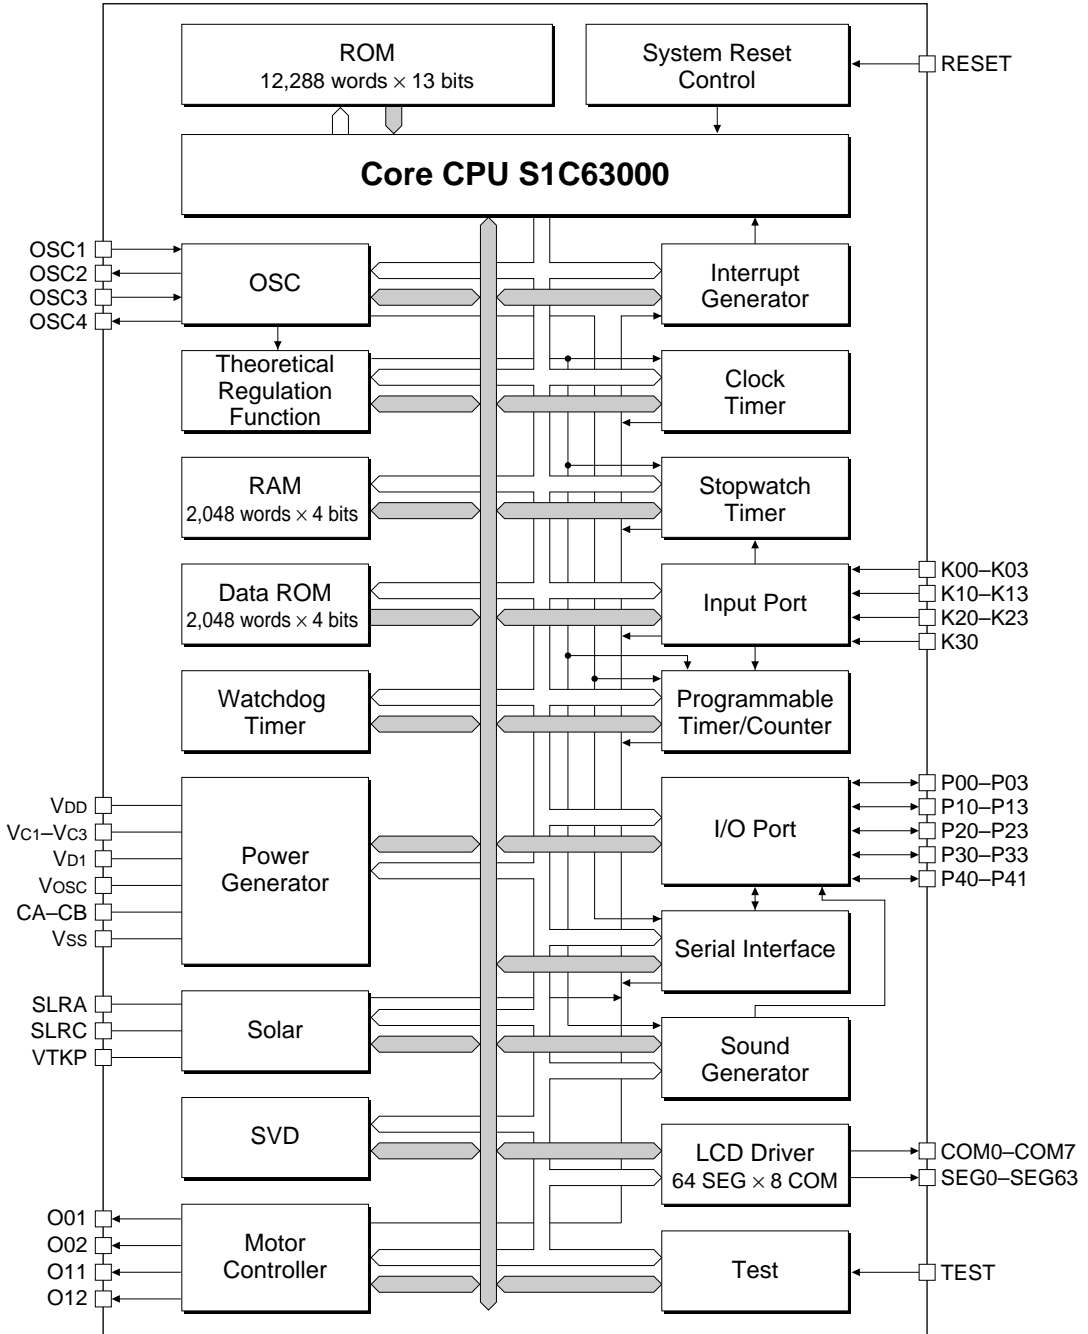 ROM
12,288 words × 13 bits
System Reset
Control
RESET
Core CPU S1C63000
OSC1
OSC2
OSC3
OSC4
OSC
Interrupt
Generator
Theoretical
Regulation
Function
Clock
Timer
RAM
2,048 words × 4 bits
Stopwatch
Timer
Data ROM
2,048 words × 4 bits
Input Port
K00–K03
K10–K13
K20–K23
K30
Watchdog
Timer
Programmable
Timer/Counter
VDD
VC1–VC3
VD1
VOSC
CA–CB
VSS
Power
Generator
I/O Port
P00–P03
P10–P13
P20–P23
P30–P33
P40–P41
Serial Interface
SLRA
SLRC
VTKP
Solar
Sound
Generator
SVD
LCD Driver
64 SEG × 8 COM
COM0–COM7
SEG0–SEG63
O01
O02
O11
O12
Motor
Controller
Test
TEST